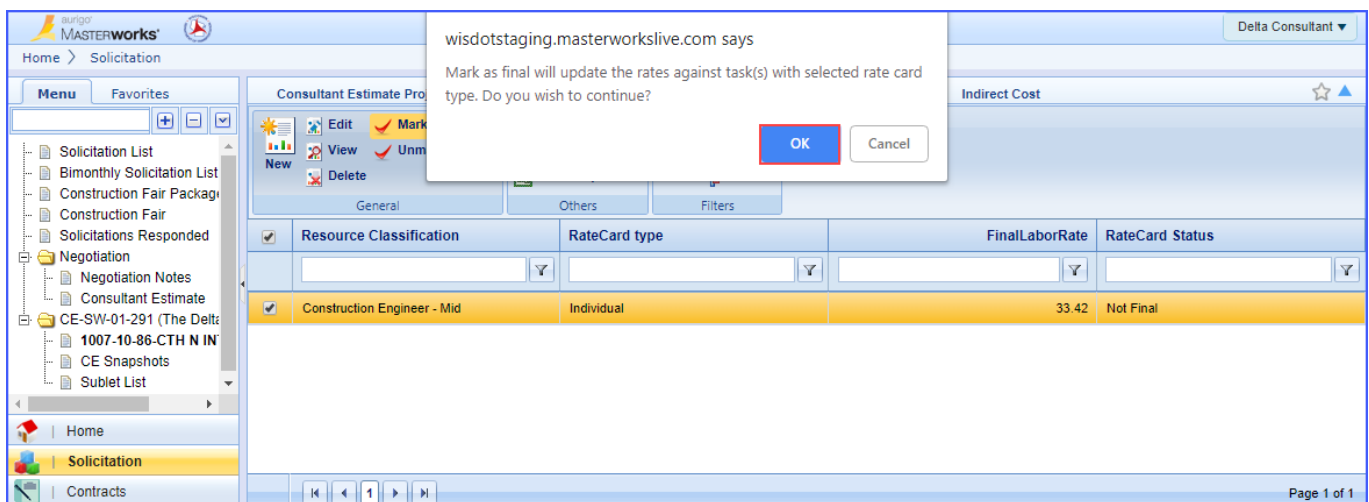 aurigo
MASTERworks
Delta Consultant
Home > Solicitation
wisdotstaging.masterworkslive.com says
Mark as final will update the rates against task(s) with selected rate card
type. Do you wish to continue?
OK
Cancel
Menu
Favorites
Solicitation List
Bimonthly Solicitation List
Construction Fair Packag
Construction Fair
Solicitations Responded
Negotiation
Negotiation Notes
Consultant Estimate
CE-SW-01-291 (The Delta
1007-10-86-CTH N IN
CE Snapshots
Sublet List
Home
Solicitation
Contracts
Consultant Estimate Pro
Indirect Cost
New
Edit
Mark
View
Unm
Delete
General
Others
Filters
Resource Classification
RateCard type
FinalLaborRate
RateCard Status
Construction Engineer - Mid
Individual
33.42
Not Final
1
Page 1 of 1